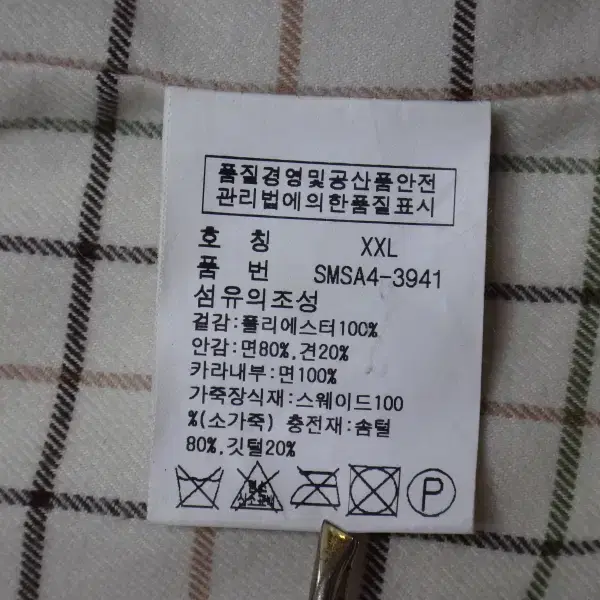 품질경영및공산품안전
관리법에의한품질표시
호 칭 XXL
품 번 SMSA4-3941
섬유의조성
겉감:폴리에스터100%
안감:면80%,견20%
카라내부:면100%
가죽장식재:스웨이드100
%(소가죽) 충전재:솜털
80%,깃털20%
P